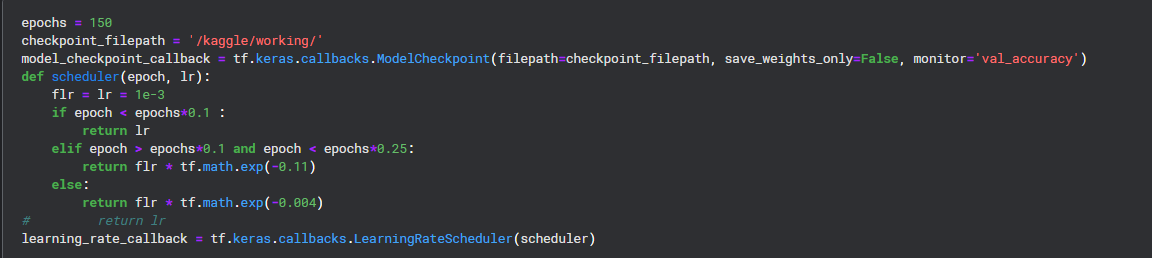 epochs = 150
checkpoint_filepath = '/kaggle/working/'
model_checkpoint_callback = tf.keras.callbacks.ModelCheckpoint(filepath=checkpoint_filepath, save_weights_only=False, monitor='val_accuracy')
def scheduler(epoch, lr):
    flr = lr = 1e-3
    if epoch < epochs*0.1 :
        return lr
    elif epoch > epochs*0.1 and epoch < epochs*0.25:
        return flr * tf.math.exp(-0.11)
    else:
        return flr * tf.math.exp(-0.004)
#         return lr
learning_rate_callback = tf.keras.callbacks.LearningRateScheduler(scheduler)